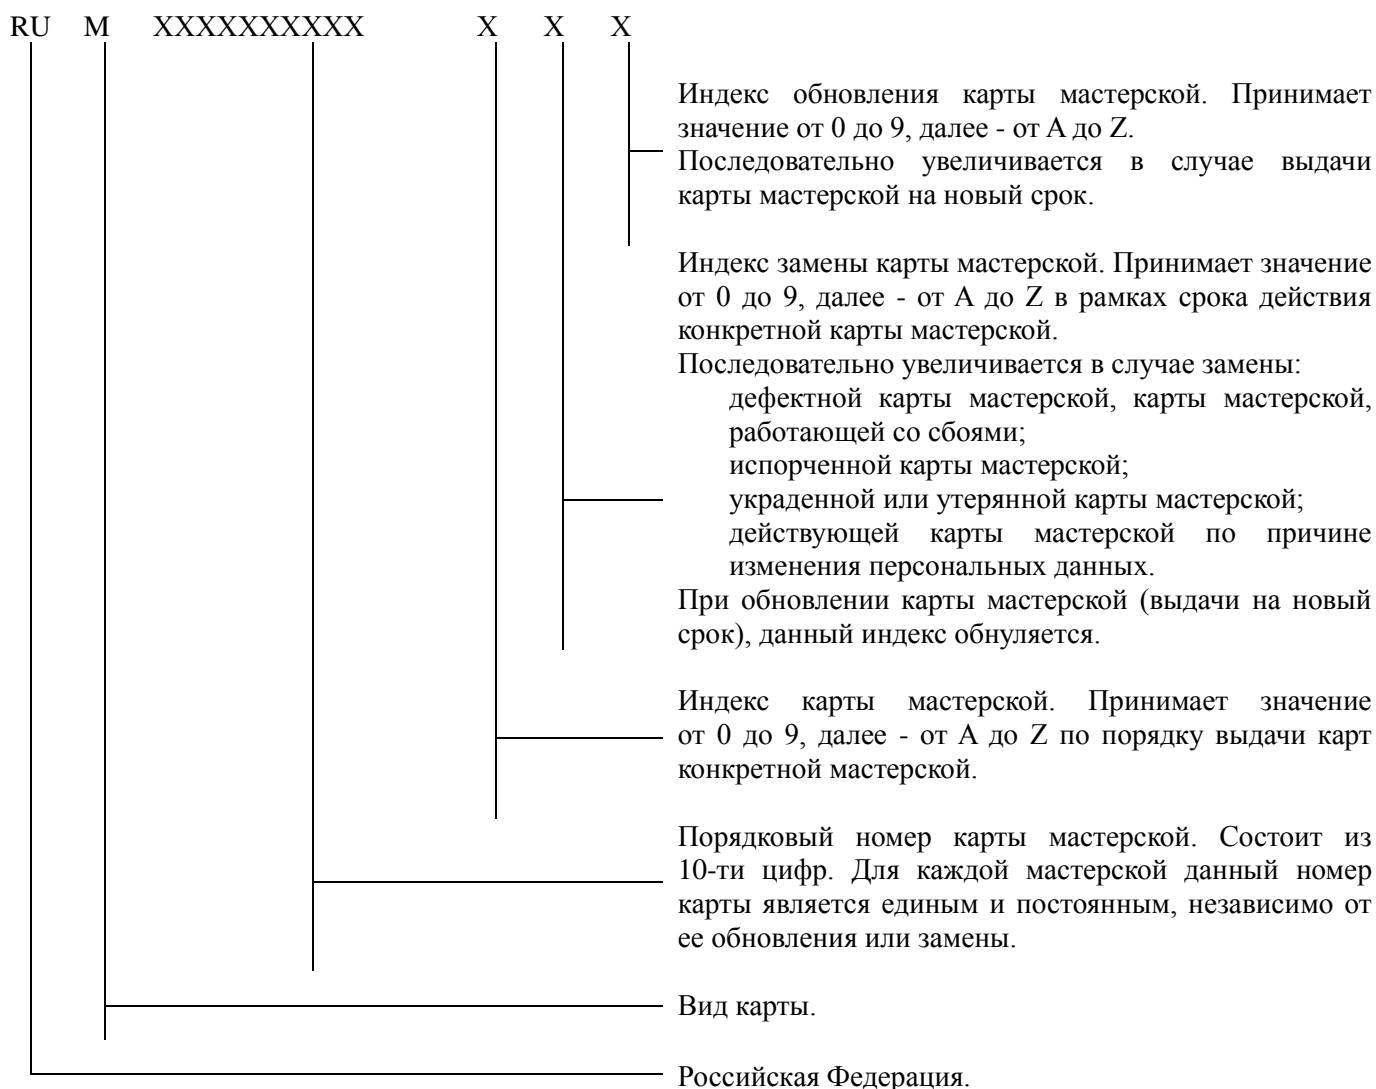 RU M XXXXXXXXXX X X X
Индекс обновления карты мастерской. Принимает
значение от 0 до 9, далее - от A до Z.
Последовательно увеличивается в случае выдачи
карты мастерской на новый срок.
Индекс замены карты мастерской. Принимает значение
от 0 до 9, далее - от A до Z в рамках срока действия
конкретной карты мастерской.
Последовательно увеличивается в случае замены:
дефектной карты мастерской, карты мастерской,
работающей со сбоями;
испорченной карты мастерской;
украденной или утерянной карты мастерской;
действующей карты мастерской по причине
изменения персональных данных.
При обновлении карты мастерской (выдачи на новый
срок), данный индекс обнуляется.
Индекс карты мастерской. Принимает значение
от 0 до 9, далее - от A до Z по порядку выдачи карт
конкретной мастерской.
Порядковый номер карты мастерской. Состоит из
10-ти цифр. Для каждой мастерской данный номер
карты является единым и постоянным, независимо от
ее обновления или замены.
Вид карты.
Российская Федерация.